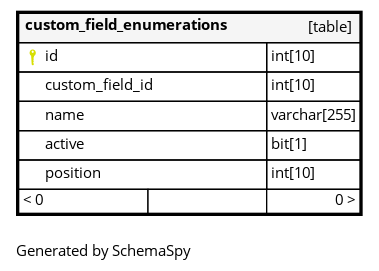 custom_field_enumerations [table]
id int[10]
custom_field_id int[10]
name varchar[255]
active bit[1]
position int[10]
< 0 0 >
Generated by SchemaSpy